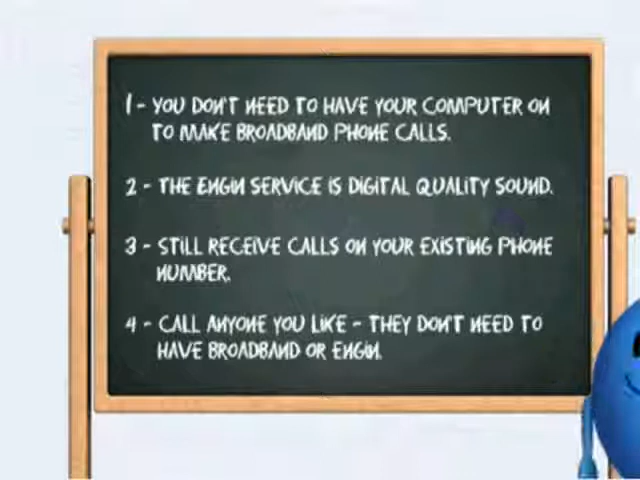 1 - YOU DON'T NEED TO HAVE YOUR COMPUTER ON
TO MAKE BROADBAND PHONE CALLS.
2 - THE ENGIN SERVICE IS DIGITAL QUALITY SOUND.
3 - STILL RECEIVE CALLS ON YOUR EXISTING PHONE
NUMBER.
4 - CALL ANYONE YOU LIKE - THEY DON'T NEED TO
HAVE BROADBAND OR ENGIN.